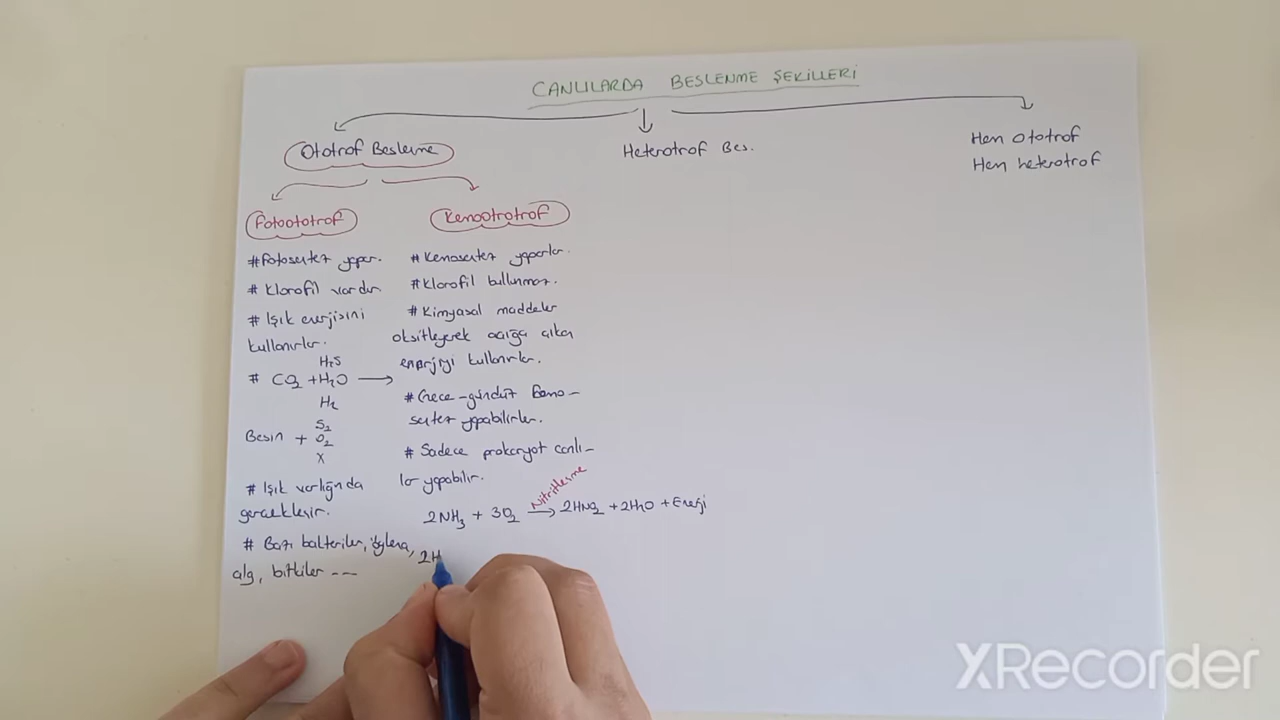 CANLILARDA BESLENME ŞEKİLLERİ
Ototrof Beslenme
Heterotrof Bes.
Hem ototrof
Hem heterotrof
Fotoototrof
Kemoototrof
#Fotosentez yapar.
# Klorofil vardır
# Işık enerjisini
kullanırlar.
H₂S
# CO₂ + H₂O →
H₂
S₂
Besin + O₂
X
# Işık varlığında
gerçekleşir.
# Bazı bakteriler, öglena,
alg, bitkiler ---
# Kemosentez yaparlar.
#Klorofil bulunmaz.
# Kimyasal maddeler
oksitleyerek açığa çıkan
enerjiyi kullanırlar.
# Gece-gündüz kemo-
sentez yapabilirler.
# Sadece prokaryot canlı-
lar yapabilir.
Nitritleşme
2NH₃ + 3O₂ → 2HNO₂ + 2H₂O + Enerji
2H
XRecorder